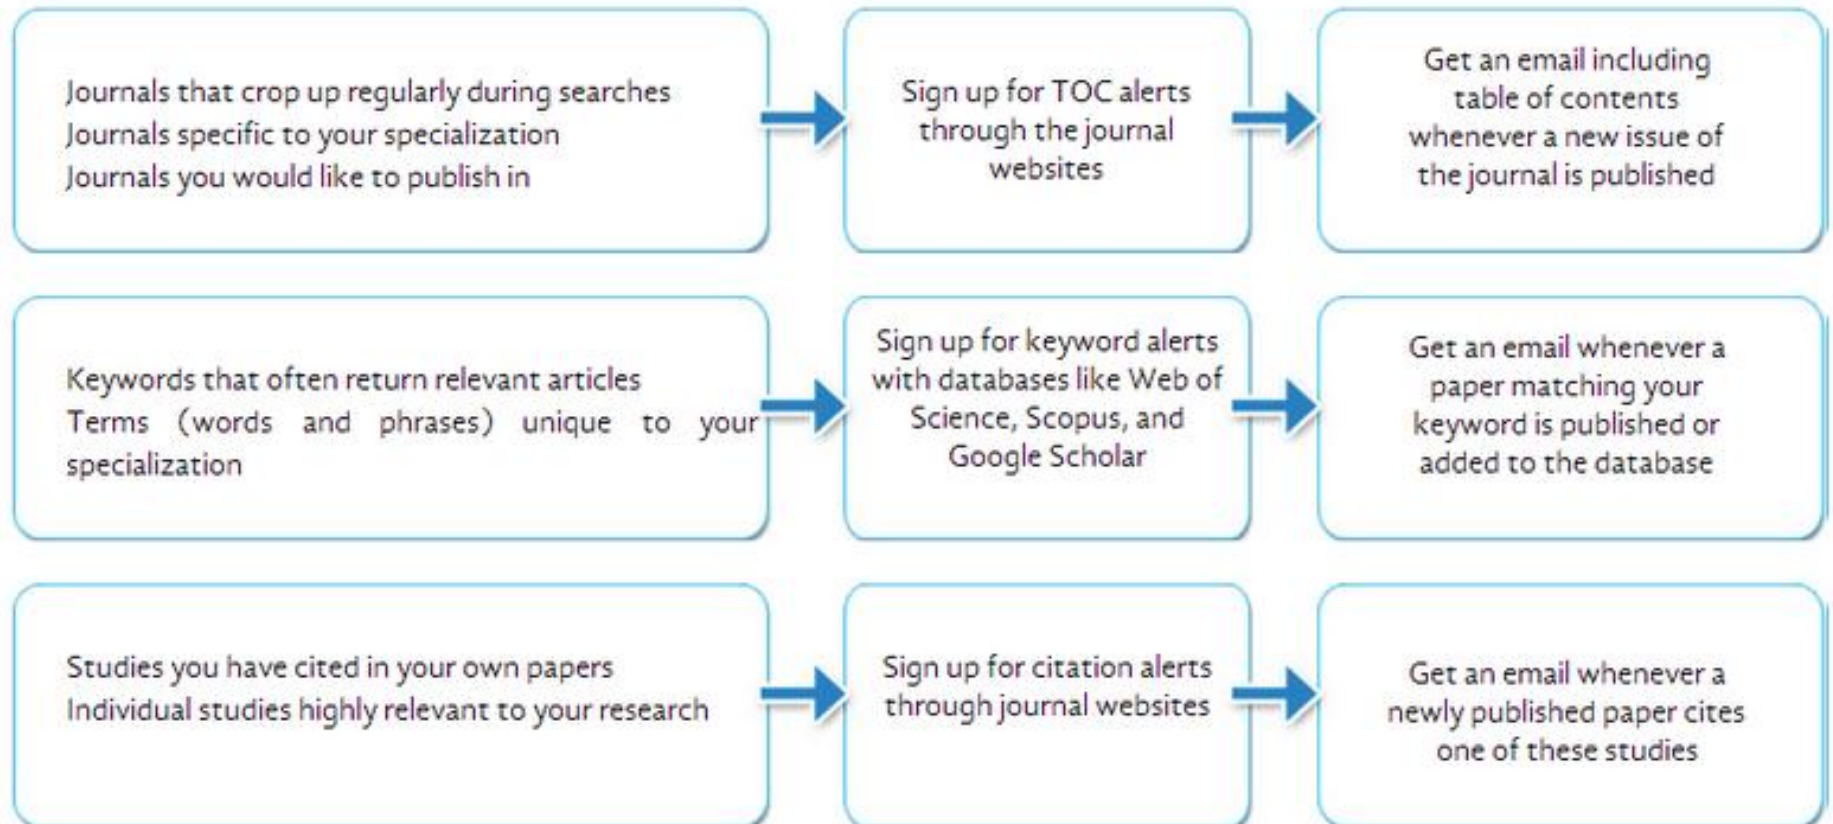 Journals that crop up regularly during searches
Journals specific to your specialization
Journals you would like to publish in
Sign up for TOC alerts
through the journal
websites
Get an email including
table of contents
whenever a new issue of
the journal is published
Keywords that often return relevant articles
Terms (words and phrases) unique to your
specialization
Sign up for keyword alerts
with databases like Web of
Science, Scopus, and
Google Scholar
Get an email whenever a
paper matching your
keyword is published or
added to the database
Studies you have cited in your own papers
Individual studies highly relevant to your research
Sign up for citation alerts
through journal websites
Get an email whenever a
newly published paper cites
one of these studies